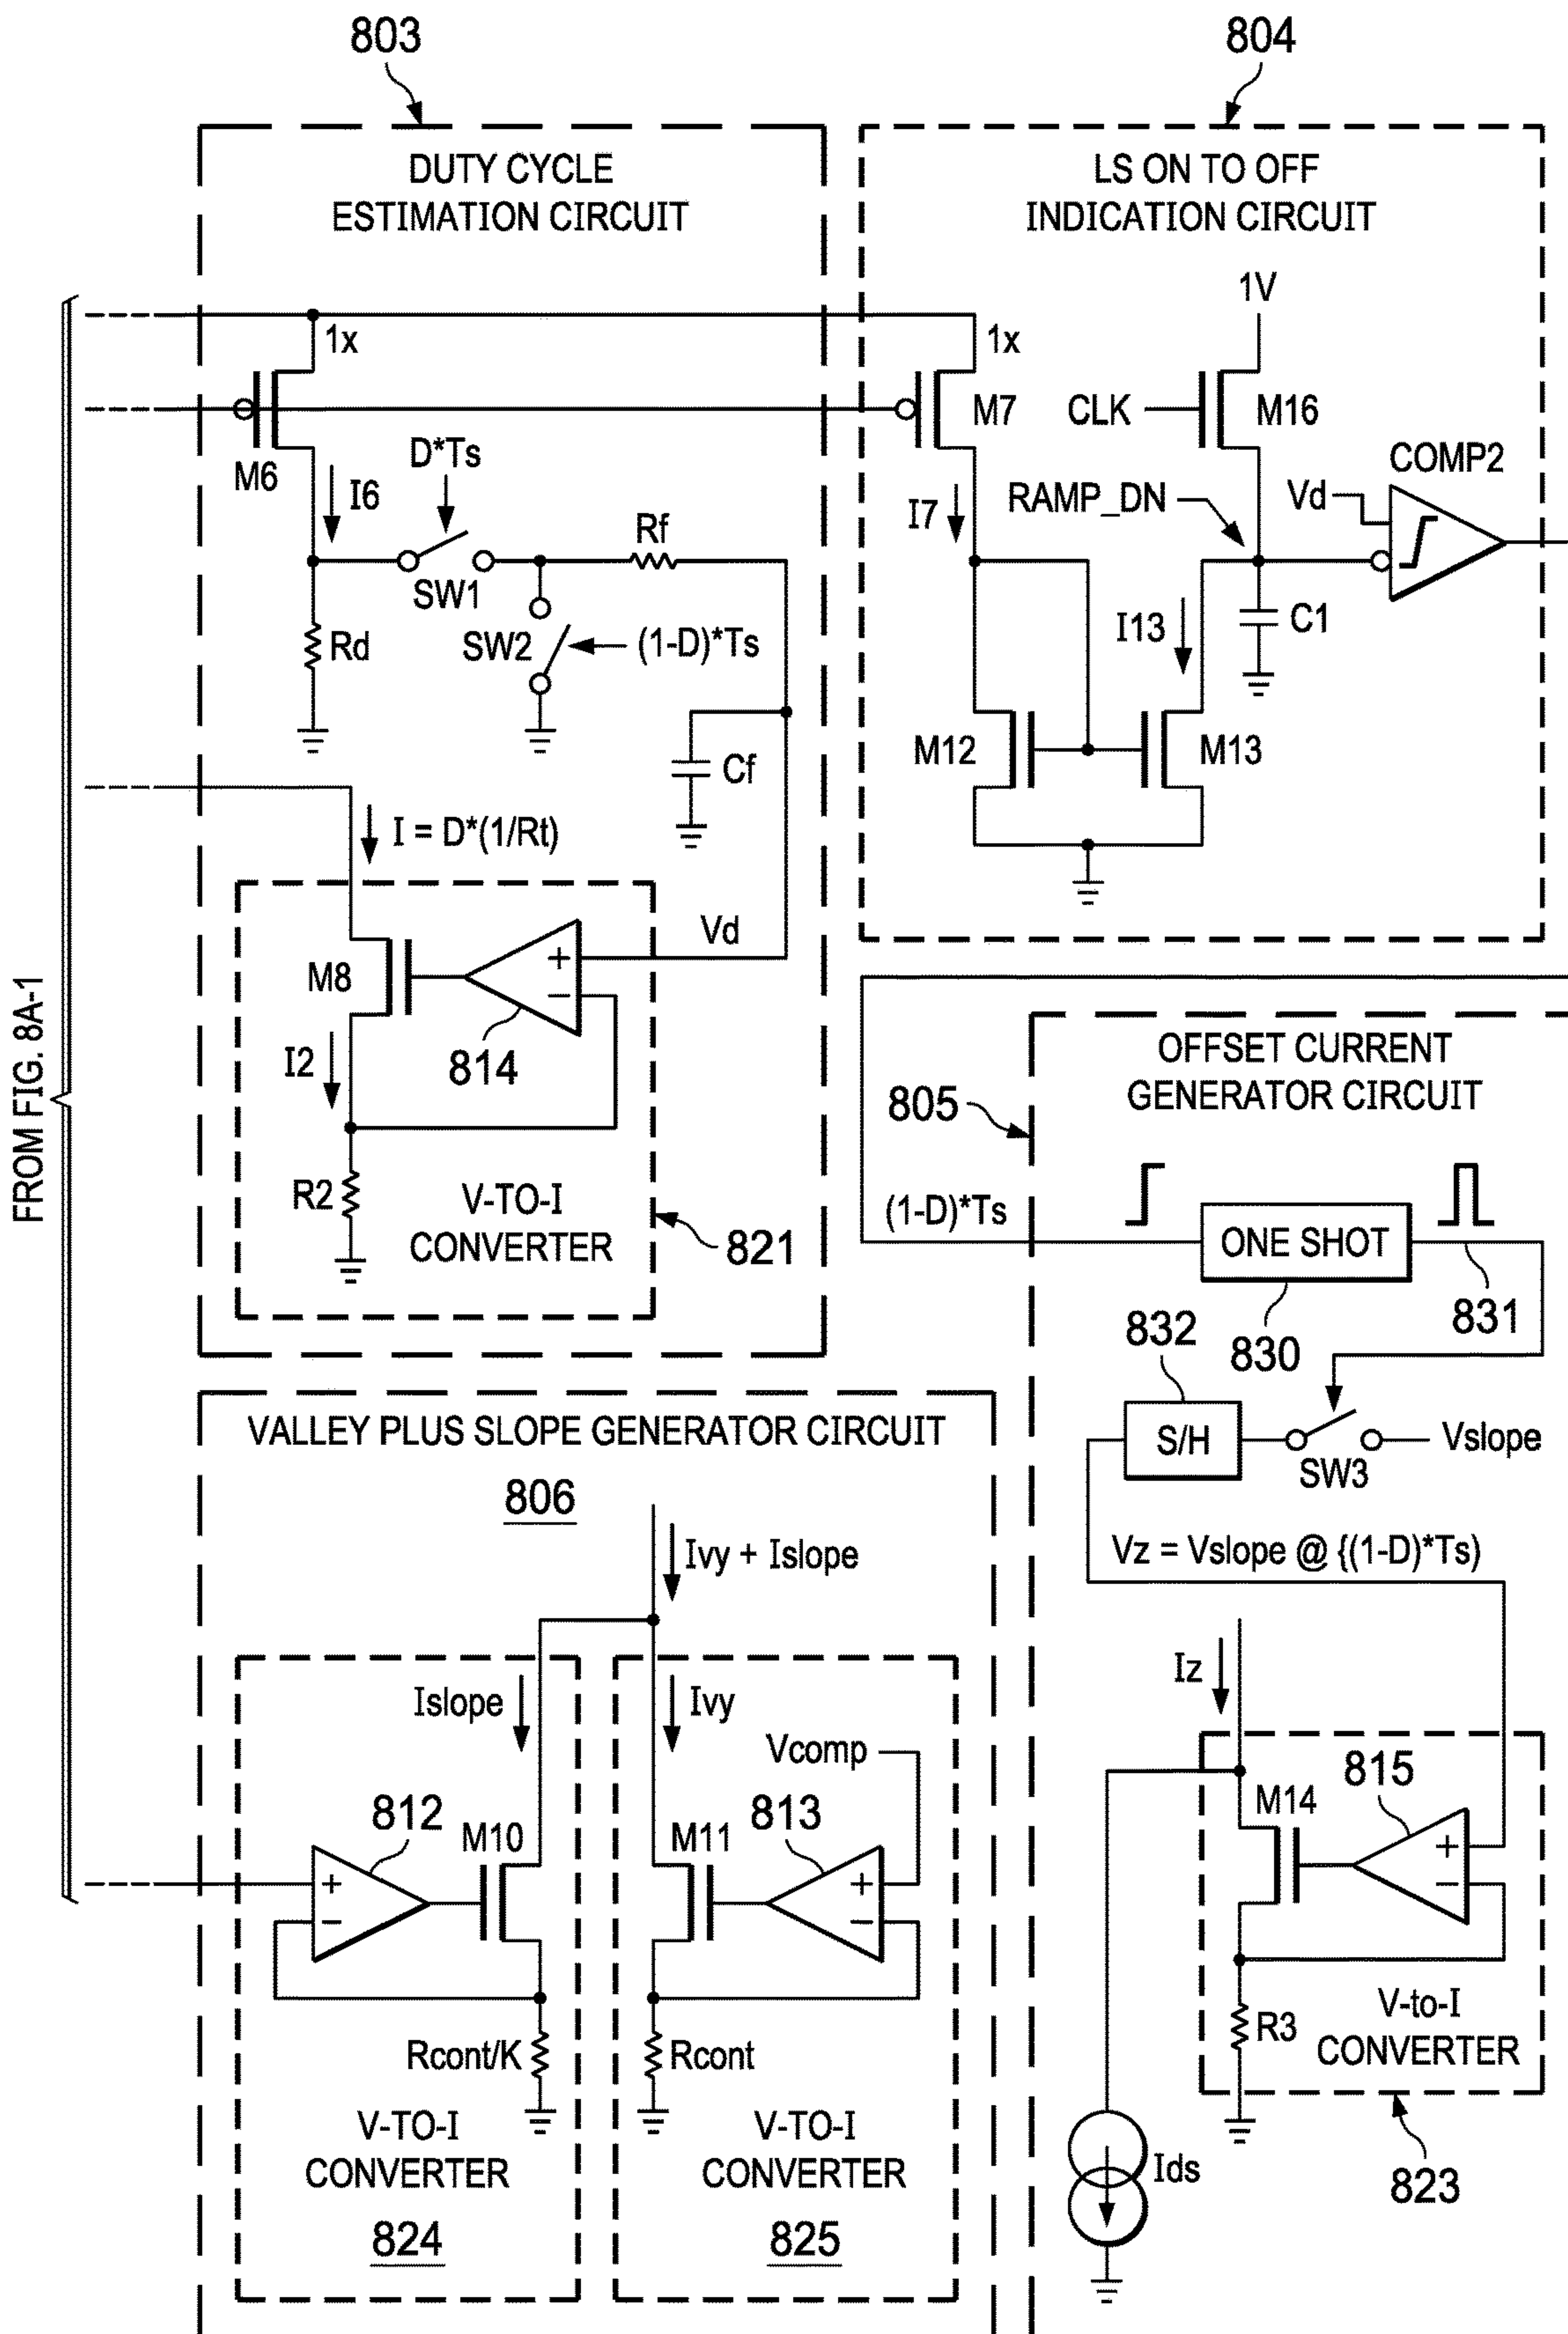 803
804
DUTY CYCLE
ESTIMATION CIRCUIT
LS ON TO OFF
INDICATION CIRCUIT
1V
1x
1x
M7
CLK
M16
M6
D*Ts
COMP2
I6
I7
RAMP_DN
Vd
Rf
SW1
Rd
SW2
(1-D)*Ts
I13
C1
M12
M13
Cf
I = D*(1/Rt)
Vd
M8
+
−
814
I2
R2
V-TO-I
CONVERTER
821
FROM FIG. 8A-1
OFFSET CURRENT
GENERATOR CIRCUIT
805
(1-D)*Ts
ONE SHOT
830
831
832
S/H
SW3
Vslope
Vz = Vslope @ {(1-D)*Ts)
VALLEY PLUS SLOPE GENERATOR CIRCUIT
806
Ivy + Islope
Islope
Ivy
Vcomp
812
M10
M11
813
+
−
+
−
Rcont/K
Rcont
V-TO-I
CONVERTER
824
V-TO-I
CONVERTER
825
Iz
M14
815
+
−
R3
V-to-I
CONVERTER
823
Ids